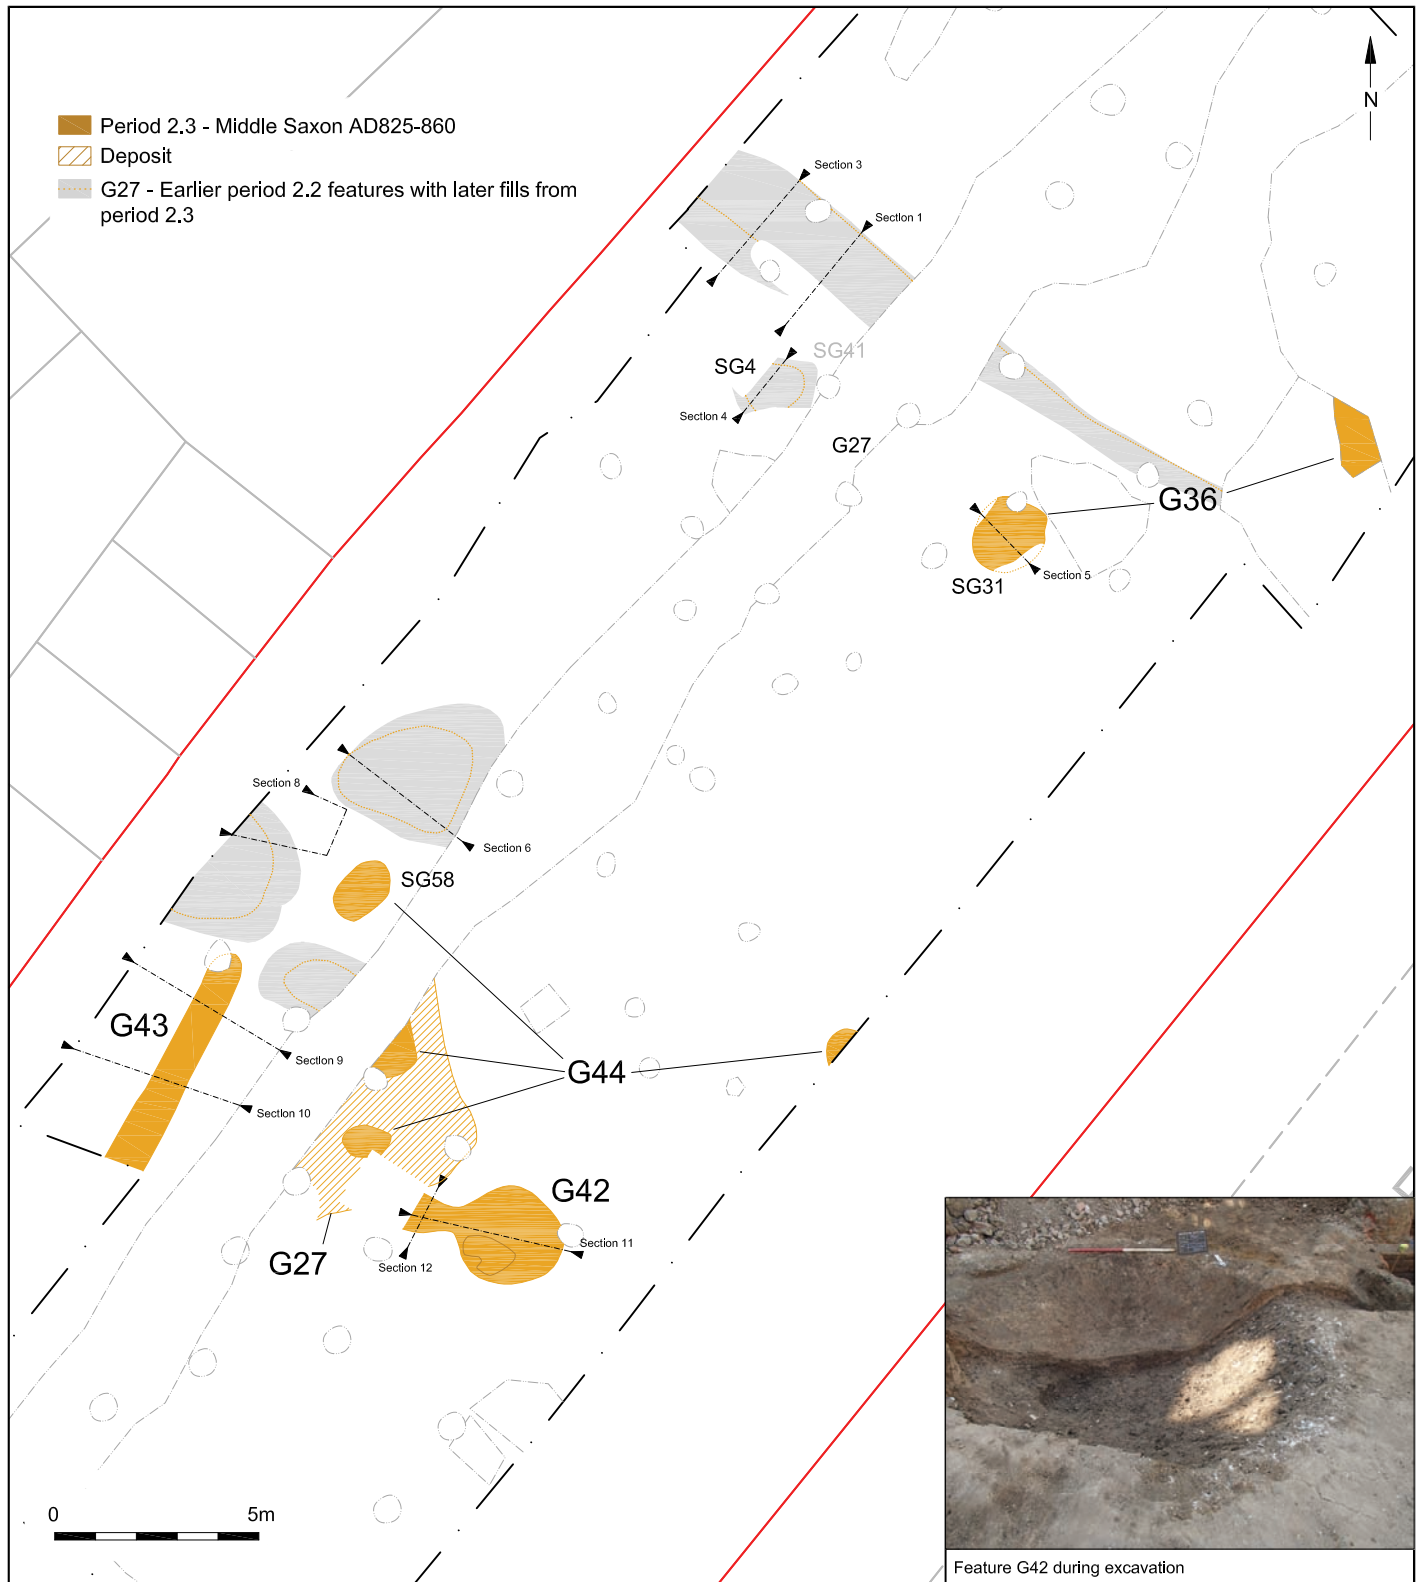 Period 2.3 - Middle Saxon AD825-860
Deposit
G27 - Earlier period 2.2 features with later fills from
period 2.3
N
Section 3
Section 1
SG41
SG4
Section 4
G27
G36
Section 5
SG31
Section 8
Section 6
SG58
G43
Section 9
G44
Section 10
G42
Section 11
G27
Section 12
0 5m
Feature G42 during excavation